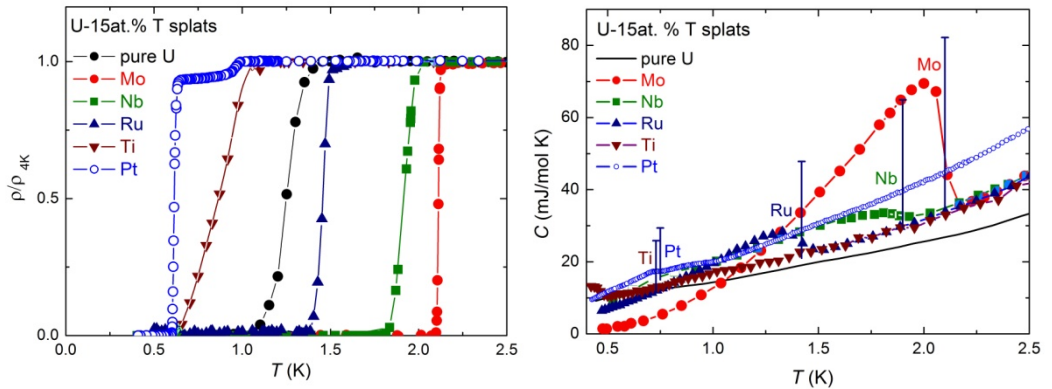 U-15at.% T splats
pure U
Mo
Nb
Ru
Ti
Pt
1.0
0.5
0.0
ρ/ρ 4K
0.0 0.5 1.0 1.5 2.0 2.5
T (K)
U-15at.% T splats
pure U
Mo
Nb
Ru
Ti
Pt
Mo
Nb
Ru
Ti
Pt
80
60
40
20
0
C (mJ/mol K)
0.5 1.0 1.5 2.0 2.5
T (K)